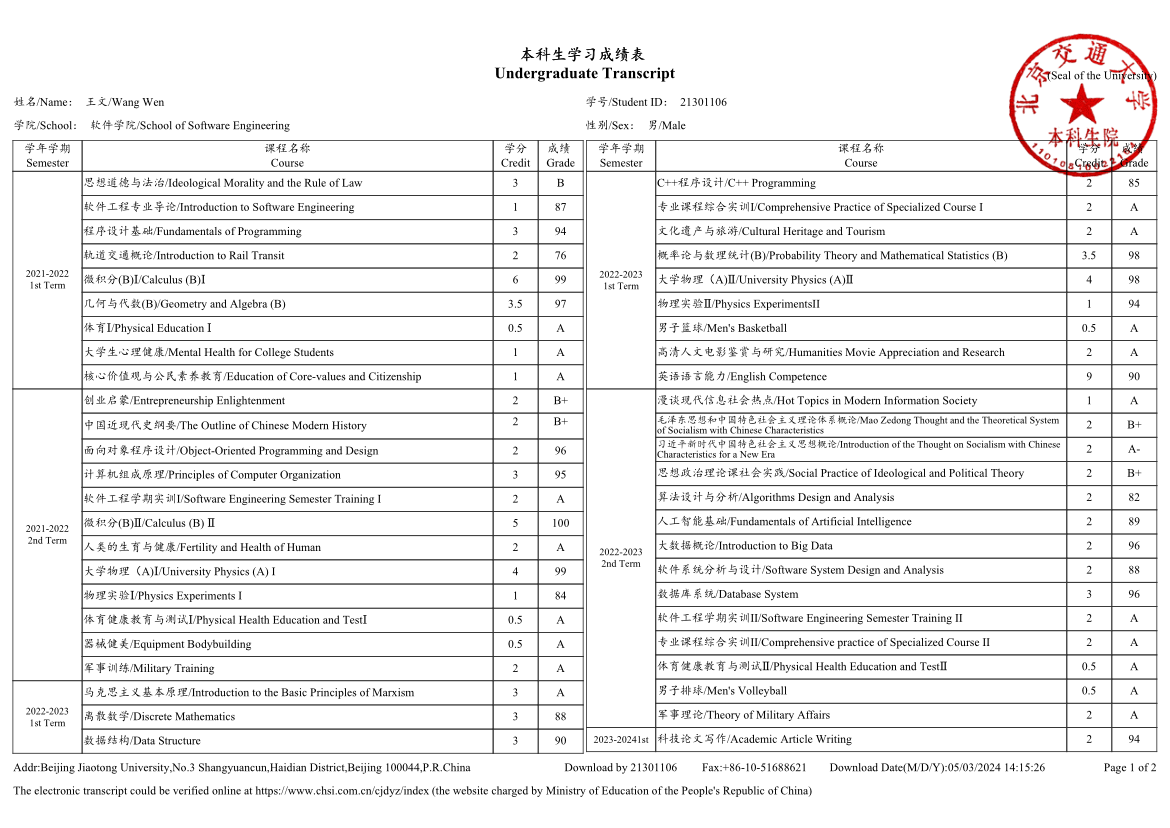 本科生学习成绩表
Undergraduate Transcript
(Seal of the University)
北京交通大学
本科生院
姓名/Name: 王文/Wang Wen
学号/Student ID: 21301106
学院/School: 软件学院/School of Software Engineering
性别/Sex: 男/Male
学年学期 Semester 课程名称 Course 学分 Credit 成绩 Grade
2021-2022 1st Term
思想道德与法治/Ideological Morality and the Rule of Law 3 B
软件工程专业导论/Introduction to Software Engineering 1 87
程序设计基础/Fundamentals of Programming 3 94
轨道交通概论/Introduction to Rail Transit 2 76
微积分(B)Ⅰ/Calculus (B)Ⅰ 6 99
几何与代数(B)/Geometry and Algebra (B) 3.5 97
体育Ⅰ/Physical Education Ⅰ 0.5 A
大学生心理健康/Mental Health for College Students 1 A
核心价值观与公民素养教育/Education of Core-values and Citizenship 1 A
2021-2022 2nd Term
创业启蒙/Entrepreneurship Enlightenment 2 B+
中国近现代史纲要/The Outline of Chinese Modern History 2 B+
面向对象程序设计/Object-Oriented Programming and Design 2 96
计算机组成原理/Principles of Computer Organization 3 95
软件工程学期实训I/Software Engineering Semester Training I 2 A
微积分(B)Ⅱ/Calculus (B) Ⅱ 5 100
人类的生育与健康/Fertility and Health of Human 2 A
大学物理（A)Ⅰ/University Physics (A) I 4 99
物理实验Ⅰ/Physics Experiments I 1 84
体育健康教育与测试Ⅰ/Physical Health Education and TestⅠ 0.5 A
器械健美/Equipment Bodybuilding 0.5 A
军事训练/Military Training 2 A
2022-2023 1st Term
马克思主义基本原理/Introduction to the Basic Principles of Marxism 3 A
离散数学/Discrete Mathematics 3 88
数据结构/Data Structure 3 90
学年学期 Semester 课程名称 Course 学分 Credit 成绩 Grade
2022-2023 1st Term
C++程序设计/C++ Programming 2 85
专业课程综合实训I/Comprehensive Practice of Specialized Course I 2 A
文化遗产与旅游/Cultural Heritage and Tourism 2 A
概率论与数理统计(B)/Probability Theory and Mathematical Statistics (B) 3.5 98
大学物理（A)Ⅱ/University Physics (A)Ⅱ 4 98
物理实验Ⅱ/Physics ExperimentsII 1 94
男子篮球/Men's Basketball 0.5 A
高清人文电影鉴赏与研究/Humanities Movie Appreciation and Research 2 A
英语语言能力/English Competence 9 90
2022-2023 2nd Term
漫谈现代信息社会热点/Hot Topics in Modern Information Society 1 A
毛泽东思想和中国特色社会主义理论体系概论/Mao Zedong Thought and the Theoretical System
of Socialism with Chinese Characteristics 2 B+
习近平新时代中国特色社会主义思想概论/Introduction of the Thought on Socialism with Chinese
Characteristics for a New Era 2 A-
思想政治理论课社会实践/Social Practice of Ideological and Political Theory 2 B+
算法设计与分析/Algorithms Design and Analysis 2 82
人工智能基础/Fundamentals of Artificial Intelligence 2 89
大数据概论/Introduction to Big Data 2 96
软件系统分析与设计/Software System Design and Analysis 2 88
数据库系统/Database System 3 96
软件工程学期实训II/Software Engineering Semester Training II 2 A
专业课程综合实训II/Comprehensive practice of Specialized Course II 2 A
体育健康教育与测试Ⅱ/Physical Health Education and TestⅡ 0.5 A
男子排球/Men's Volleyball 0.5 A
军事理论/Theory of Military Affairs 2 A
2023-20241st 科技论文写作/Academic Article Writing 2 94
Addr:Beijing Jiaotong University,No.3 Shangyuancun,Haidian District,Beijing 100044,P.R.China Download by 21301106 Fax:+86-10-51688621 Download Date(M/D/Y):05/03/2024 14:15:26 Page 1 of 2
The electronic transcript could be verified online at https://www.chsi.com.cn/cjdyz/index (the website charged by Ministry of Education of the People's Republic of China)